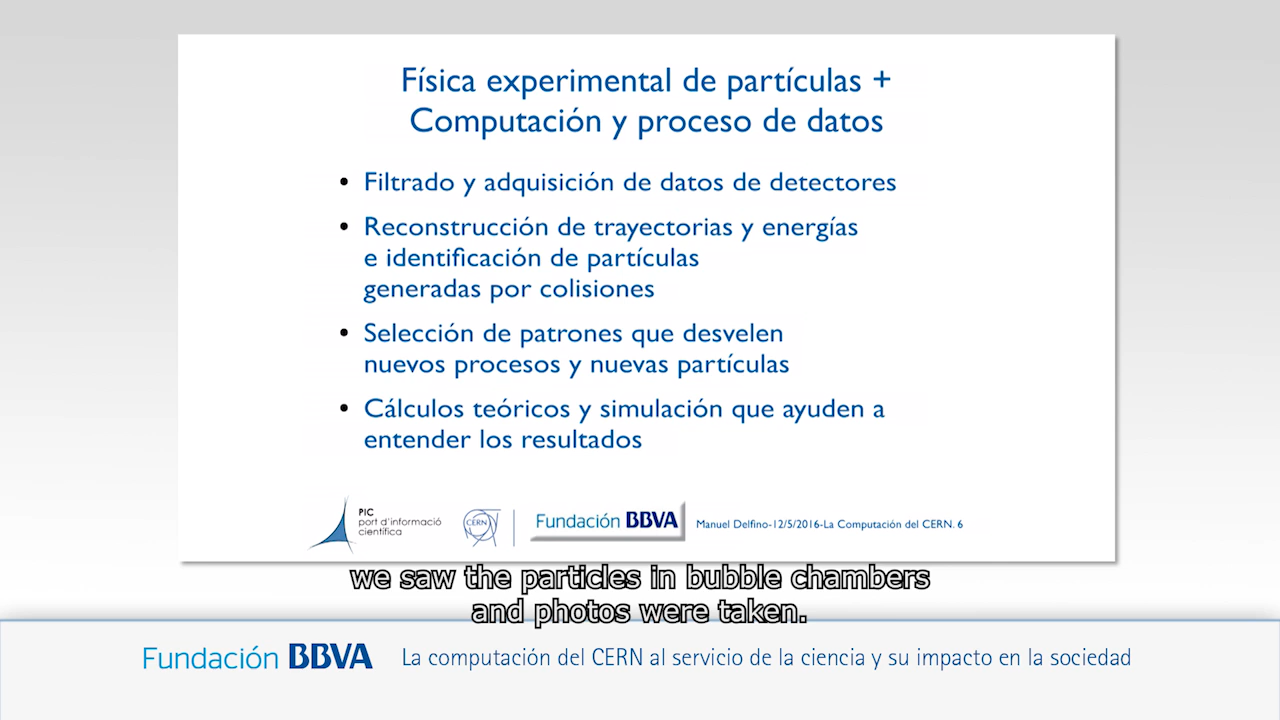 Física experimental de partículas +
Computación y proceso de datos
• Filtrado y adquisición de datos de detectores
• Reconstrucción de trayectorias y energías
e identificación de partículas
generadas por colisiones
• Selección de patrones que desvelen
nuevos procesos y nuevas partículas
• Cálculos teóricos y simulación que ayuden a
entender los resultados
PIC
port d'informació
científica
CERN
Fundación BBVA
Manuel Delfino-12/5/2016-La Computación del CERN. 6
we saw the particles in bubble chambers
and photos were taken.
Fundación BBVA
La computación del CERN al servicio de la ciencia y su impacto en la sociedad